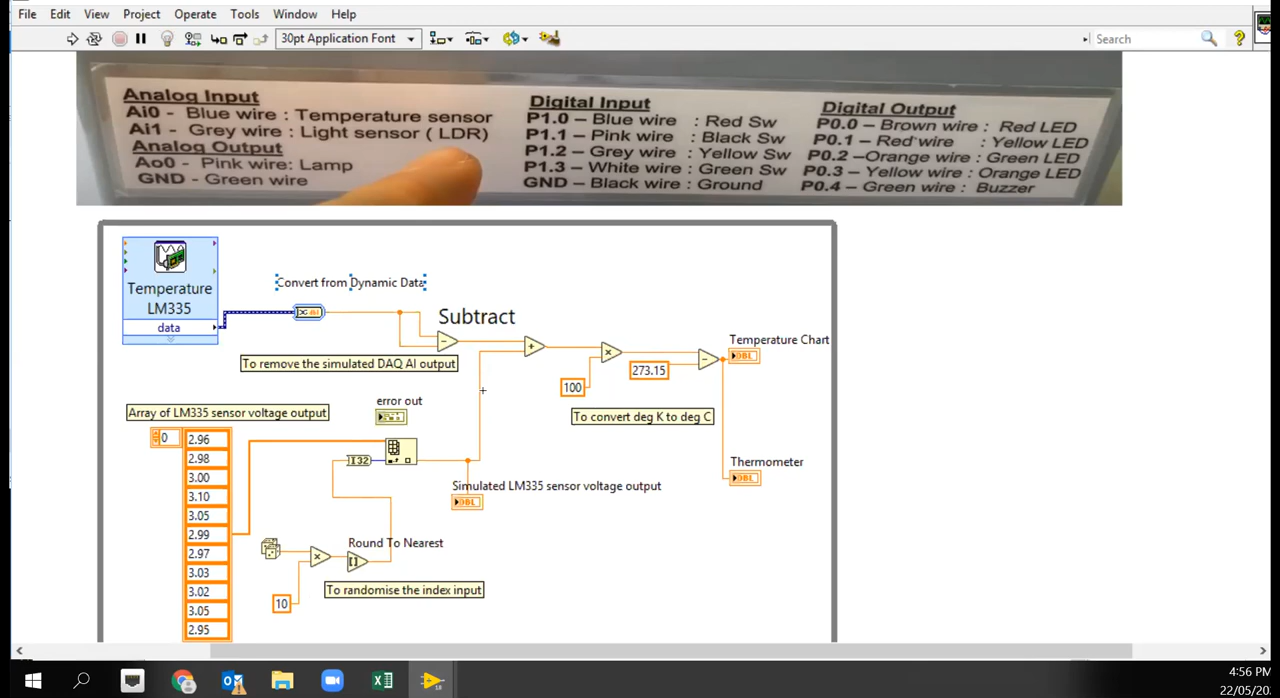 File Edit View Project Operate Tools Window Help
30pt Application Font
Search
Analog Input
Ai0 - Blue wire : Temperature sensor
Ai1 - Grey wire : Light sensor ( LDR)
Analog Output
Ao0 - Pink wire: Lamp
GND - Green wire
Digital Input
P1.0 – Blue wire : Red Sw
P1.1 – Pink wire : Black Sw
P1.2 – Grey wire : Yellow Sw
P1.3 – White wire : Green Sw
GND – Black wire : Ground
Digital Output
P0.0 – Brown wire : Red LED
P0.1 – Red wire : Yellow LED
P0.2 –Orange wire : Green LED
P0.3 – Yellow wire : Orange LED
P0.4 – Green wire : Buzzer
Temperature
LM335
data
Convert from Dynamic Data
Subtract
To remove the simulated DAQ AI output
Temperature Chart
DBL
273.15
100
To convert deg K to deg C
error out
Array of LM335 sensor voltage output
0
2.96
2.98
3.00
3.10
3.05
2.99
2.97
3.03
3.02
3.05
2.95
I32
Thermometer
DBL
Simulated LM335 sensor voltage output
DBL
Round To Nearest
To randomise the index input
10
4:56 PM
22/05/20